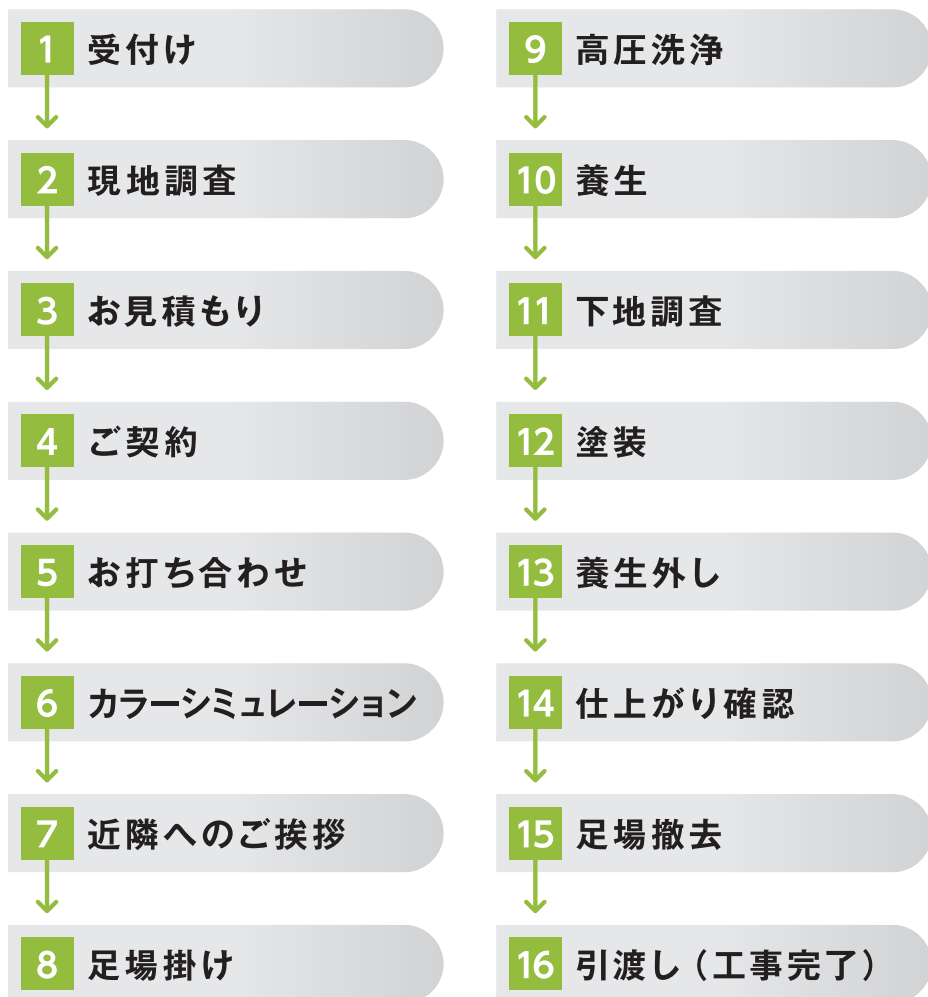 1 受付け
2 現地調査
3 お見積もり
4 ご契約
5 お打ち合わせ
6 カラーシミュレーション
7 近隣へのご挨拶
8 足場掛け
9 高圧洗浄
10 養生
11 下地調査
12 塗装
13 養生外し
14 仕上がり確認
15 足場撤去
16 引渡し（工事完了）